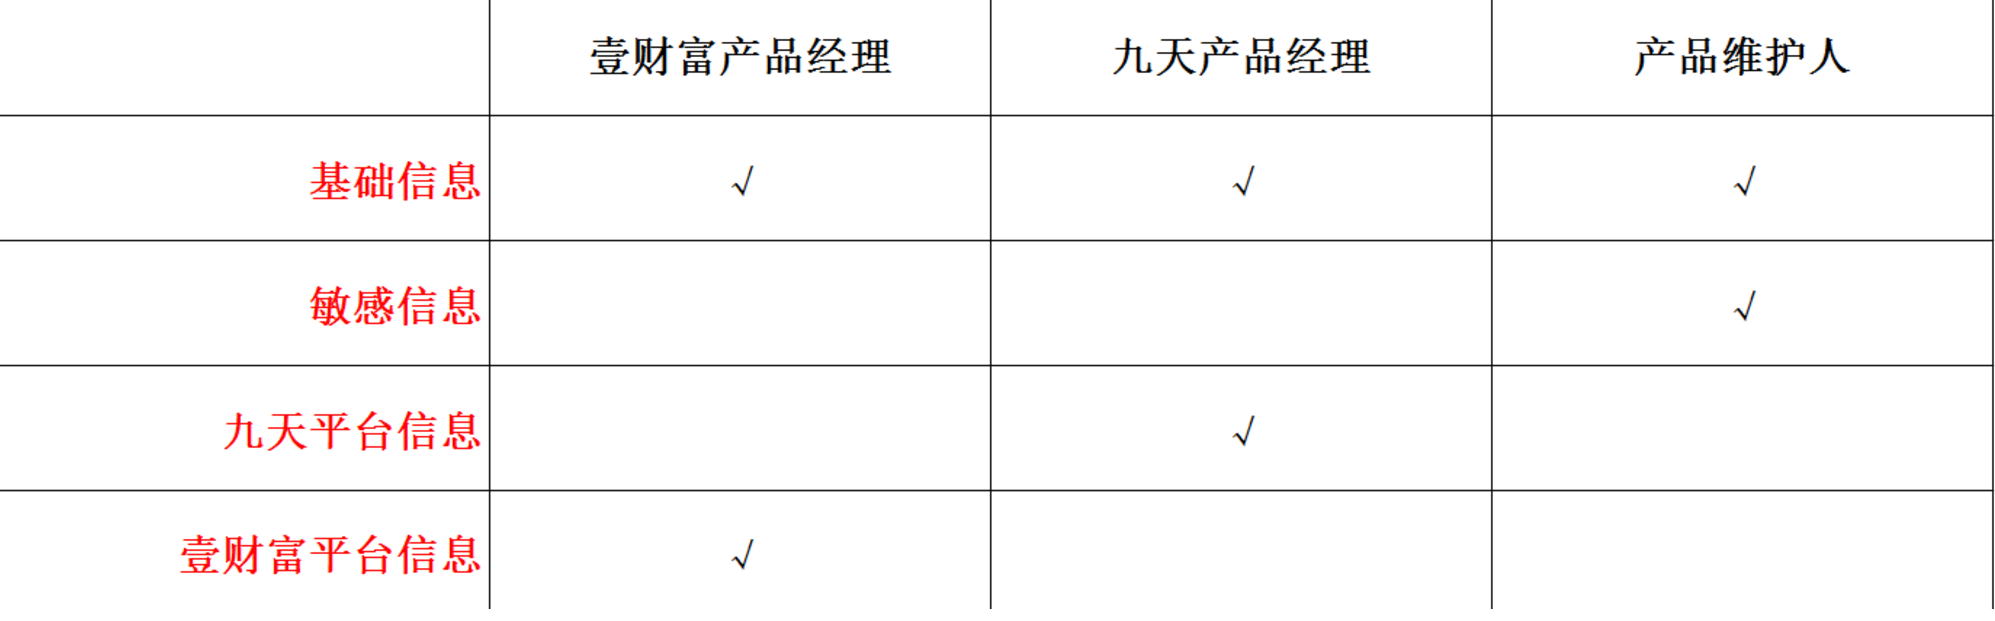 壹财富产品经理 九天产品经理 产品维护人
基础信息 √ √ √
敏感信息 √
九天平台信息 √
壹财富平台信息 √